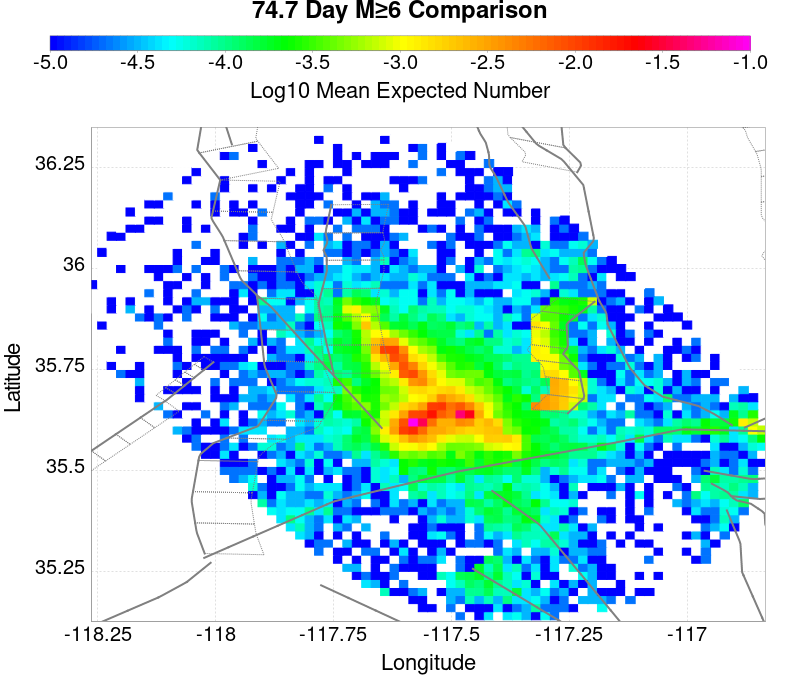 74.7 Day M≥6 Comparison
-5.0 -4.5 -4.0 -3.5 -3.0 -2.5 -2.0 -1.5 -1.0
Log10 Mean Expected Number
36.25
36
35.75
35.5
35.25
Latitude
-118.25 -118 -117.75 -117.5 -117.25 -117
Longitude